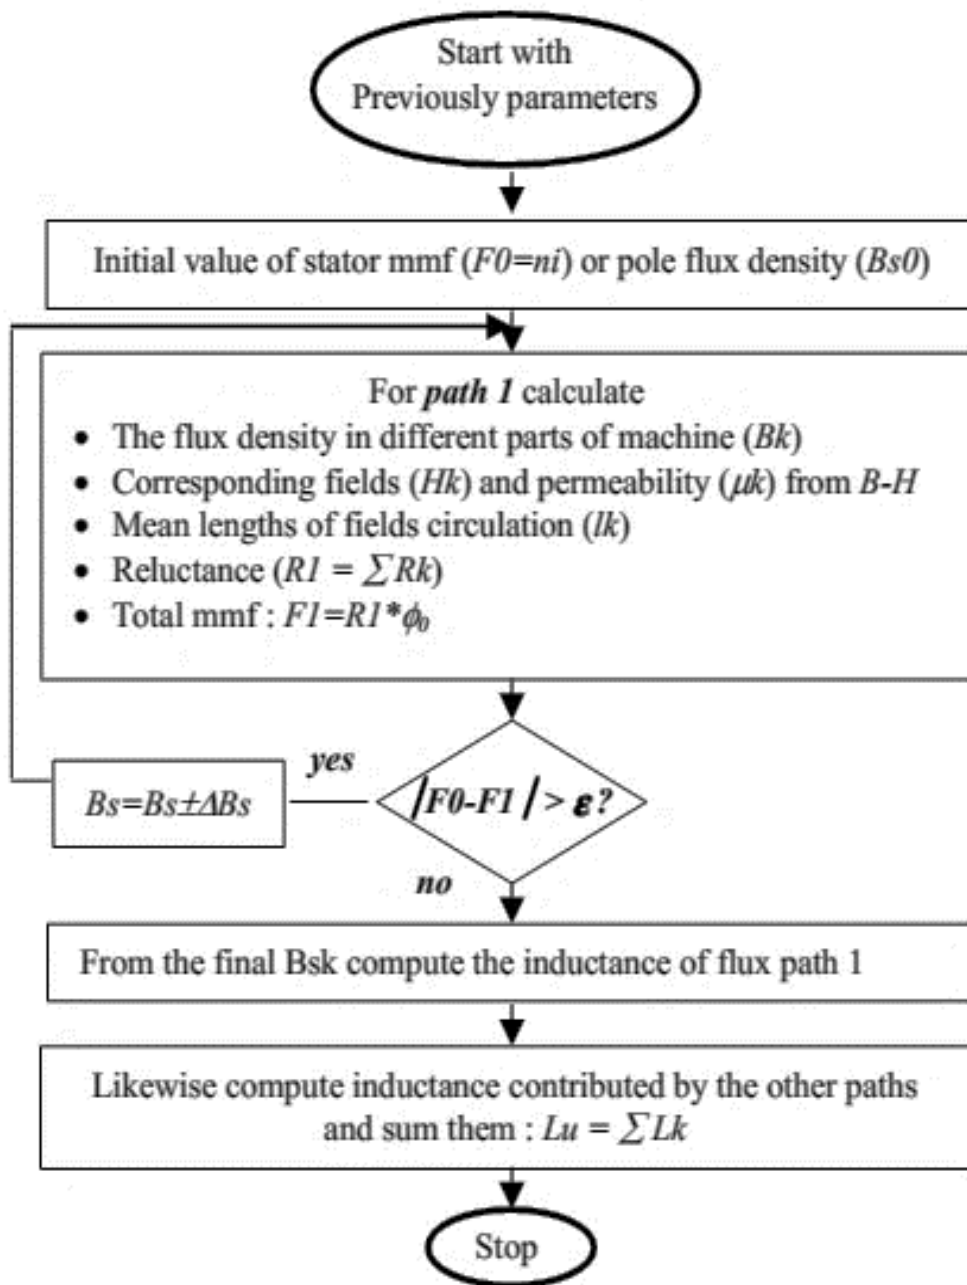 Start with
Previously parameters
Initial value of stator mmf (F0=ni) or pole flux density (Bs0)
For path 1 calculate
• The flux density in different parts of machine (Bk)
• Corresponding fields (Hk) and permeability (μk) from B-H
• Mean lengths of fields circulation (lk)
• Reluctance (R1 = ∑Rk)
• Total mmf : F1=R1*ϕ₀
yes
Bs=Bs±ΔBs
|F0-F1| > ε?
no
From the final Bsk compute the inductance of flux path 1
Likewise compute inductance contributed by the other paths
and sum them : Lu = ∑Lk
Stop